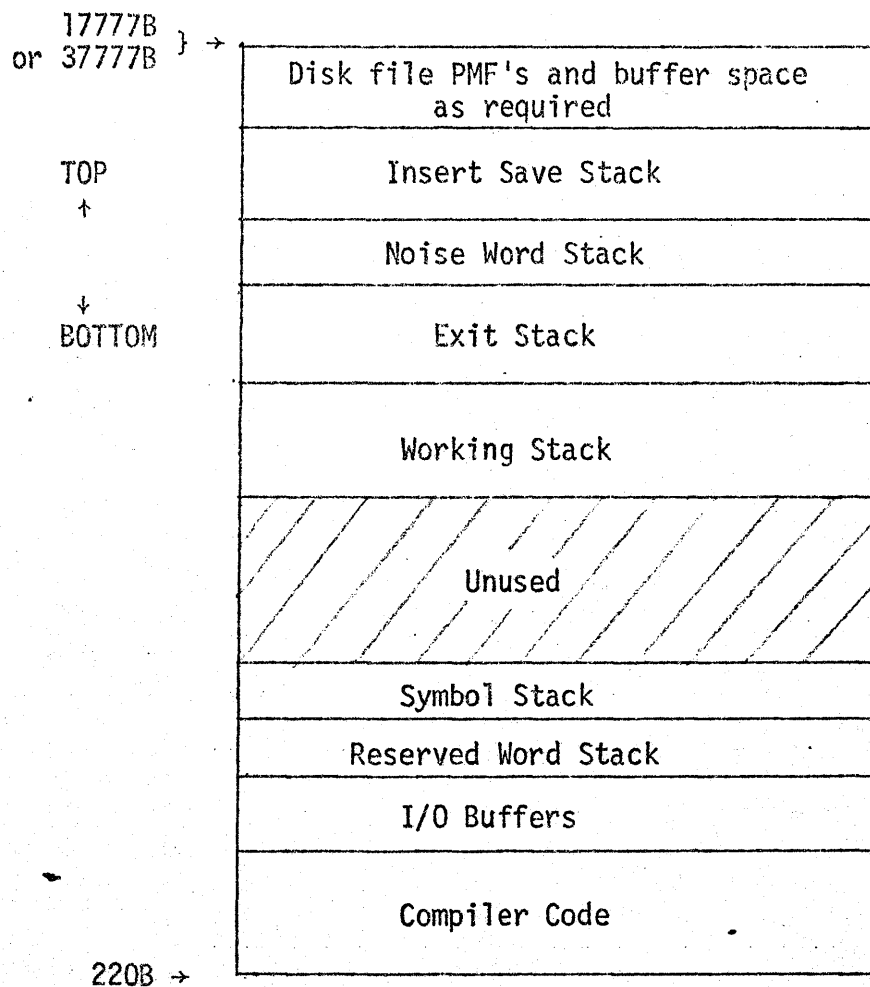 17777B
or 37777B } →
Disk file PMF's and buffer space
as required
TOP
↑
Insert Save Stack
Noise Word Stack
↓
BOTTOM
Exit Stack
Working Stack
Unused
Symbol Stack
Reserved Word Stack
I/O Buffers
Compiler Code
220B →